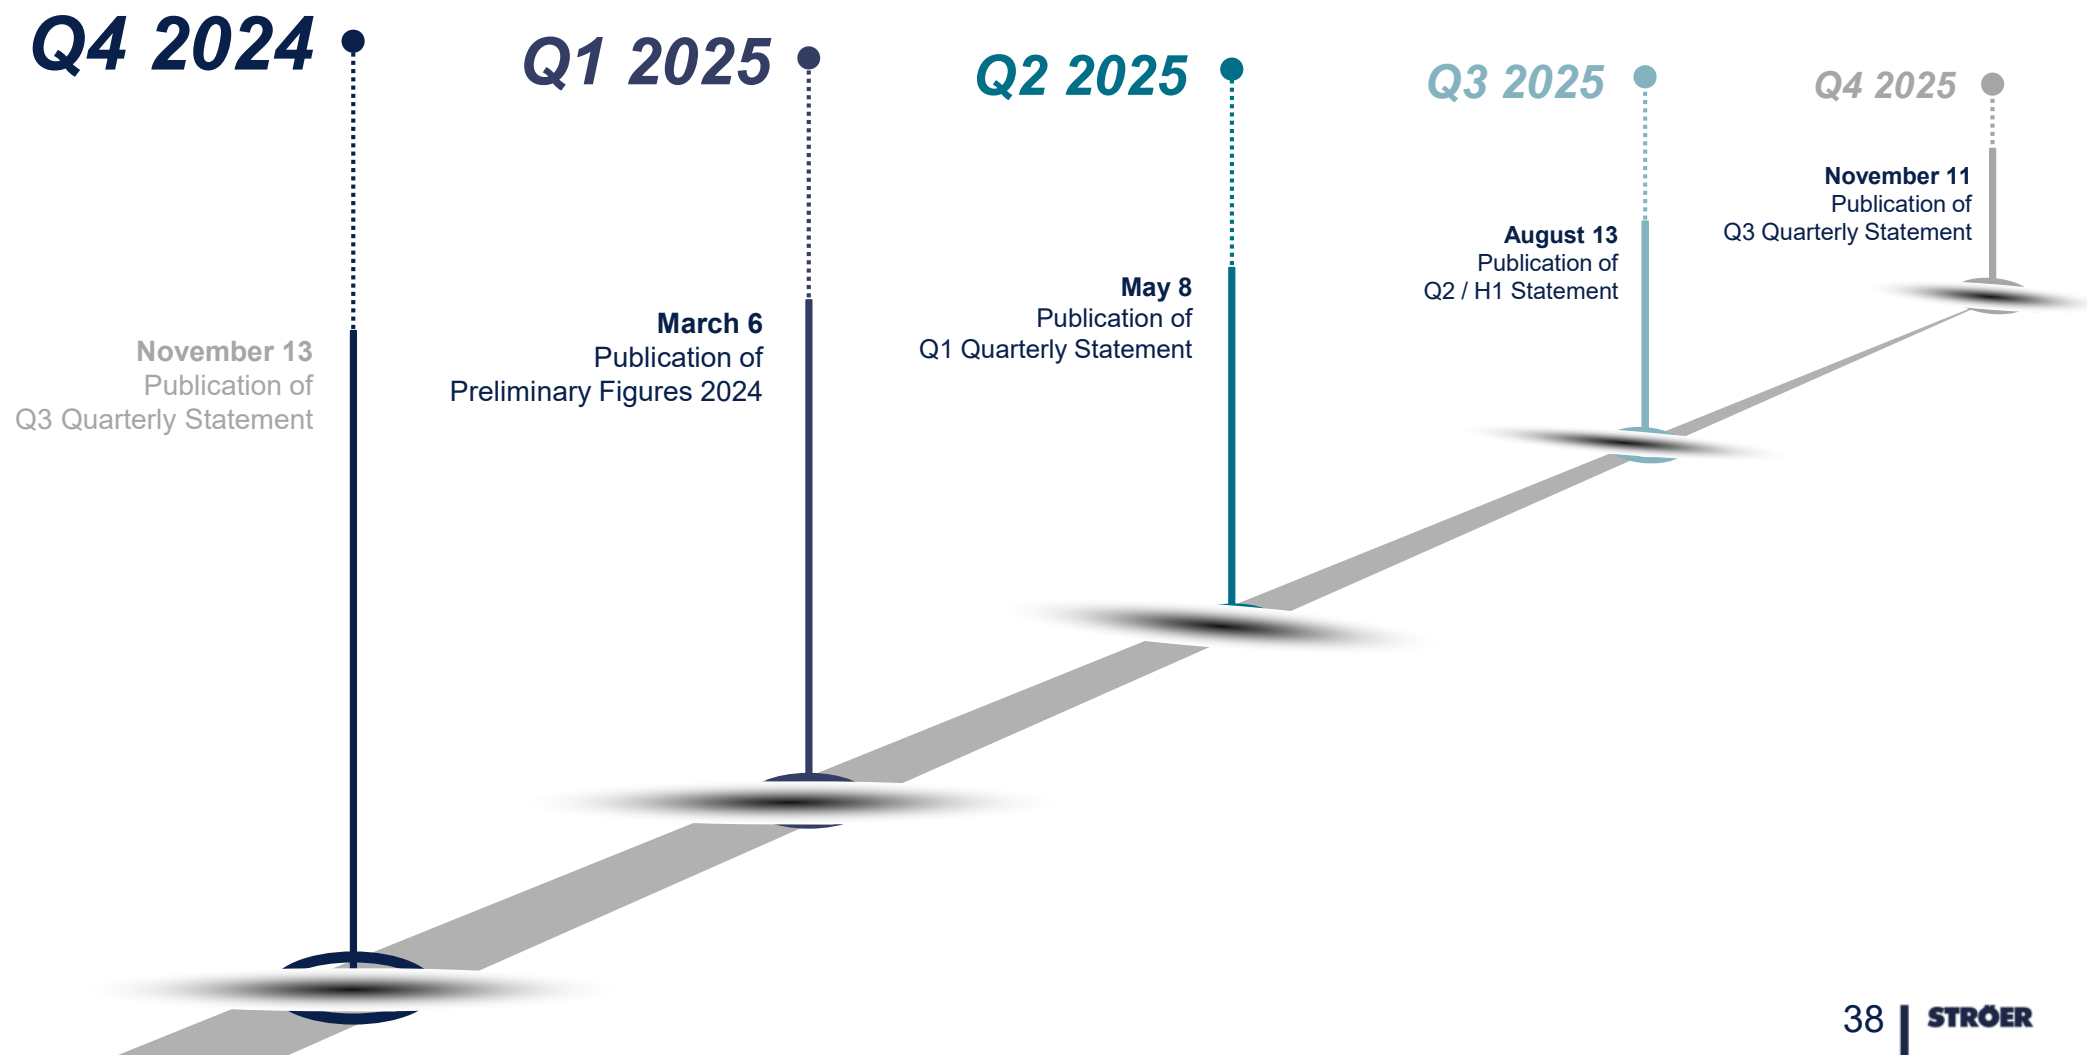 Q4 2024
November 13
Publication of
Q3 Quarterly Statement
Q1 2025
March 6
Publication of
Preliminary Figures 2024
Q2 2025
May 8
Publication of
Q1 Quarterly Statement
Q3 2025
August 13
Publication of
Q2 / H1 Statement
Q4 2025
November 11
Publication of
Q3 Quarterly Statement
38
STRÖER